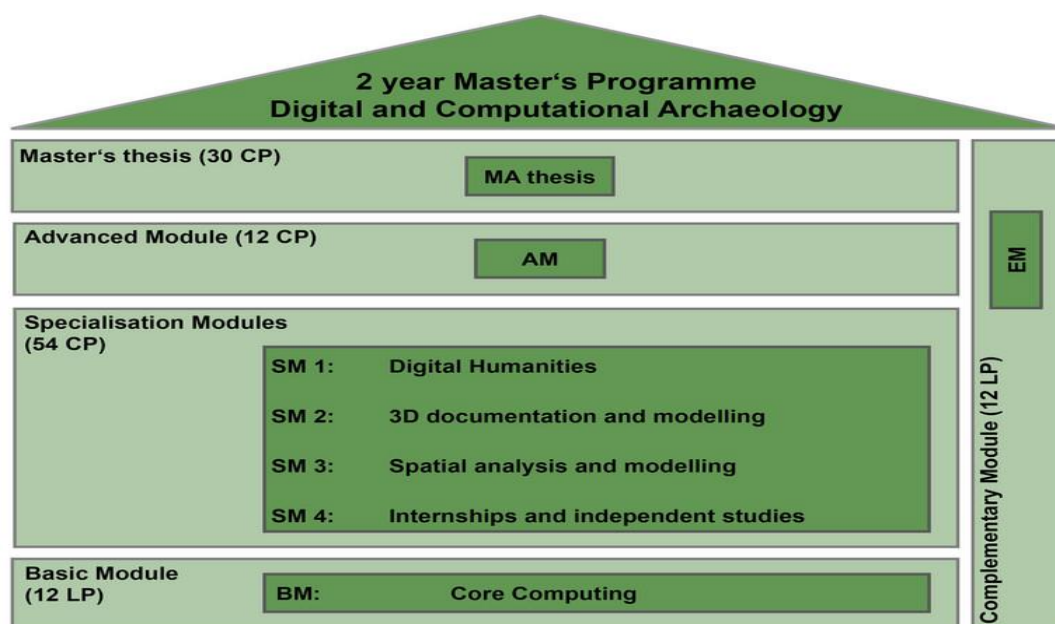 2 year Master‘s Programme
Digital and Computational Archaeology
Master‘s thesis (30 CP)
MA thesis
Advanced Module (12 CP)
AM
Specialisation Modules
(54 CP)
SM 1: Digital Humanities
SM 2: 3D documentation and modelling
SM 3: Spatial analysis and modelling
SM 4: Internships and independent studies
Basic Module
(12 LP)
BM: Core Computing
EM
Complementary Module (12 LP)